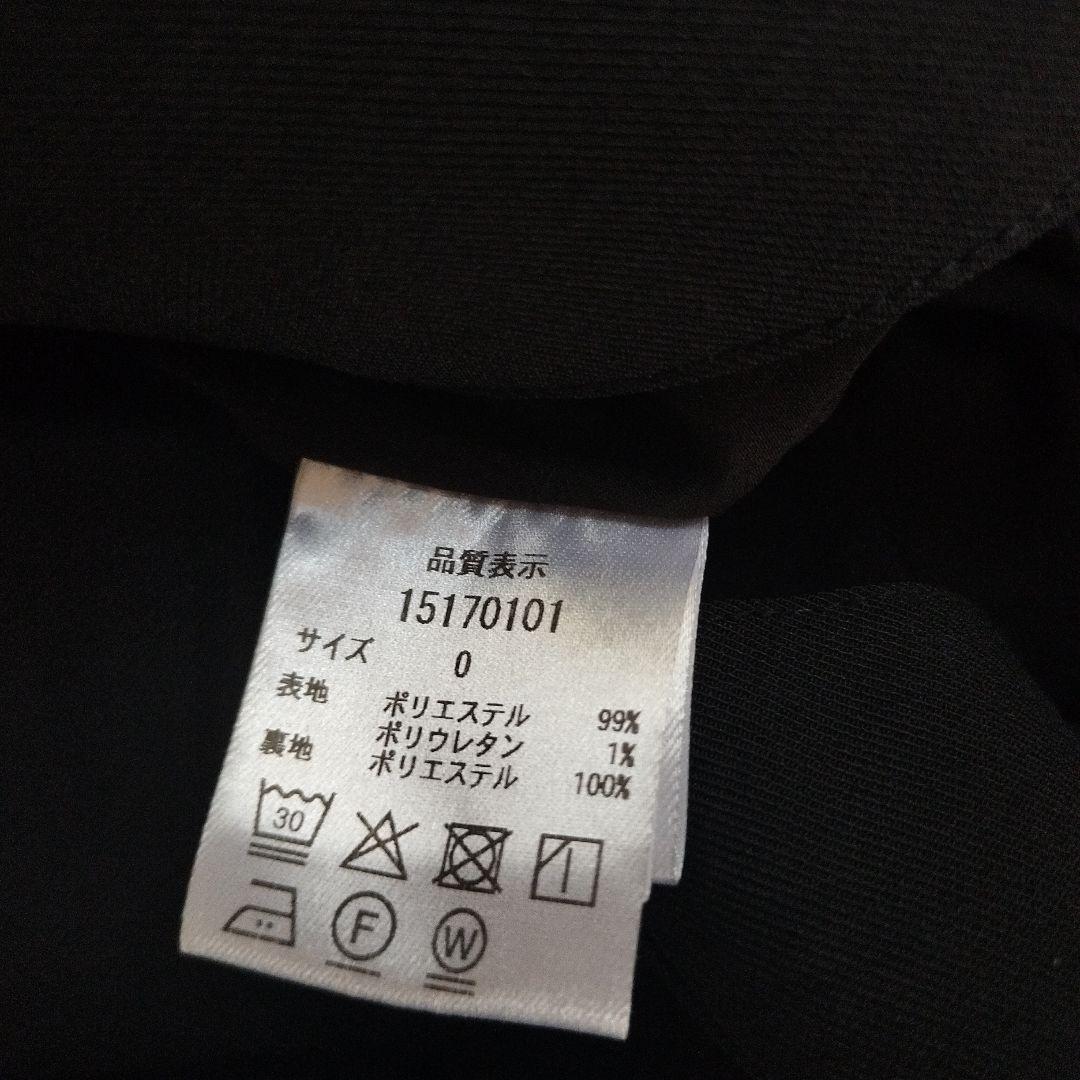 品質表示
15170101
サイズ 0
表地 ポリエステル 99%
ポリウレタン 1%
裏地 ポリエステル 100%
30
F W